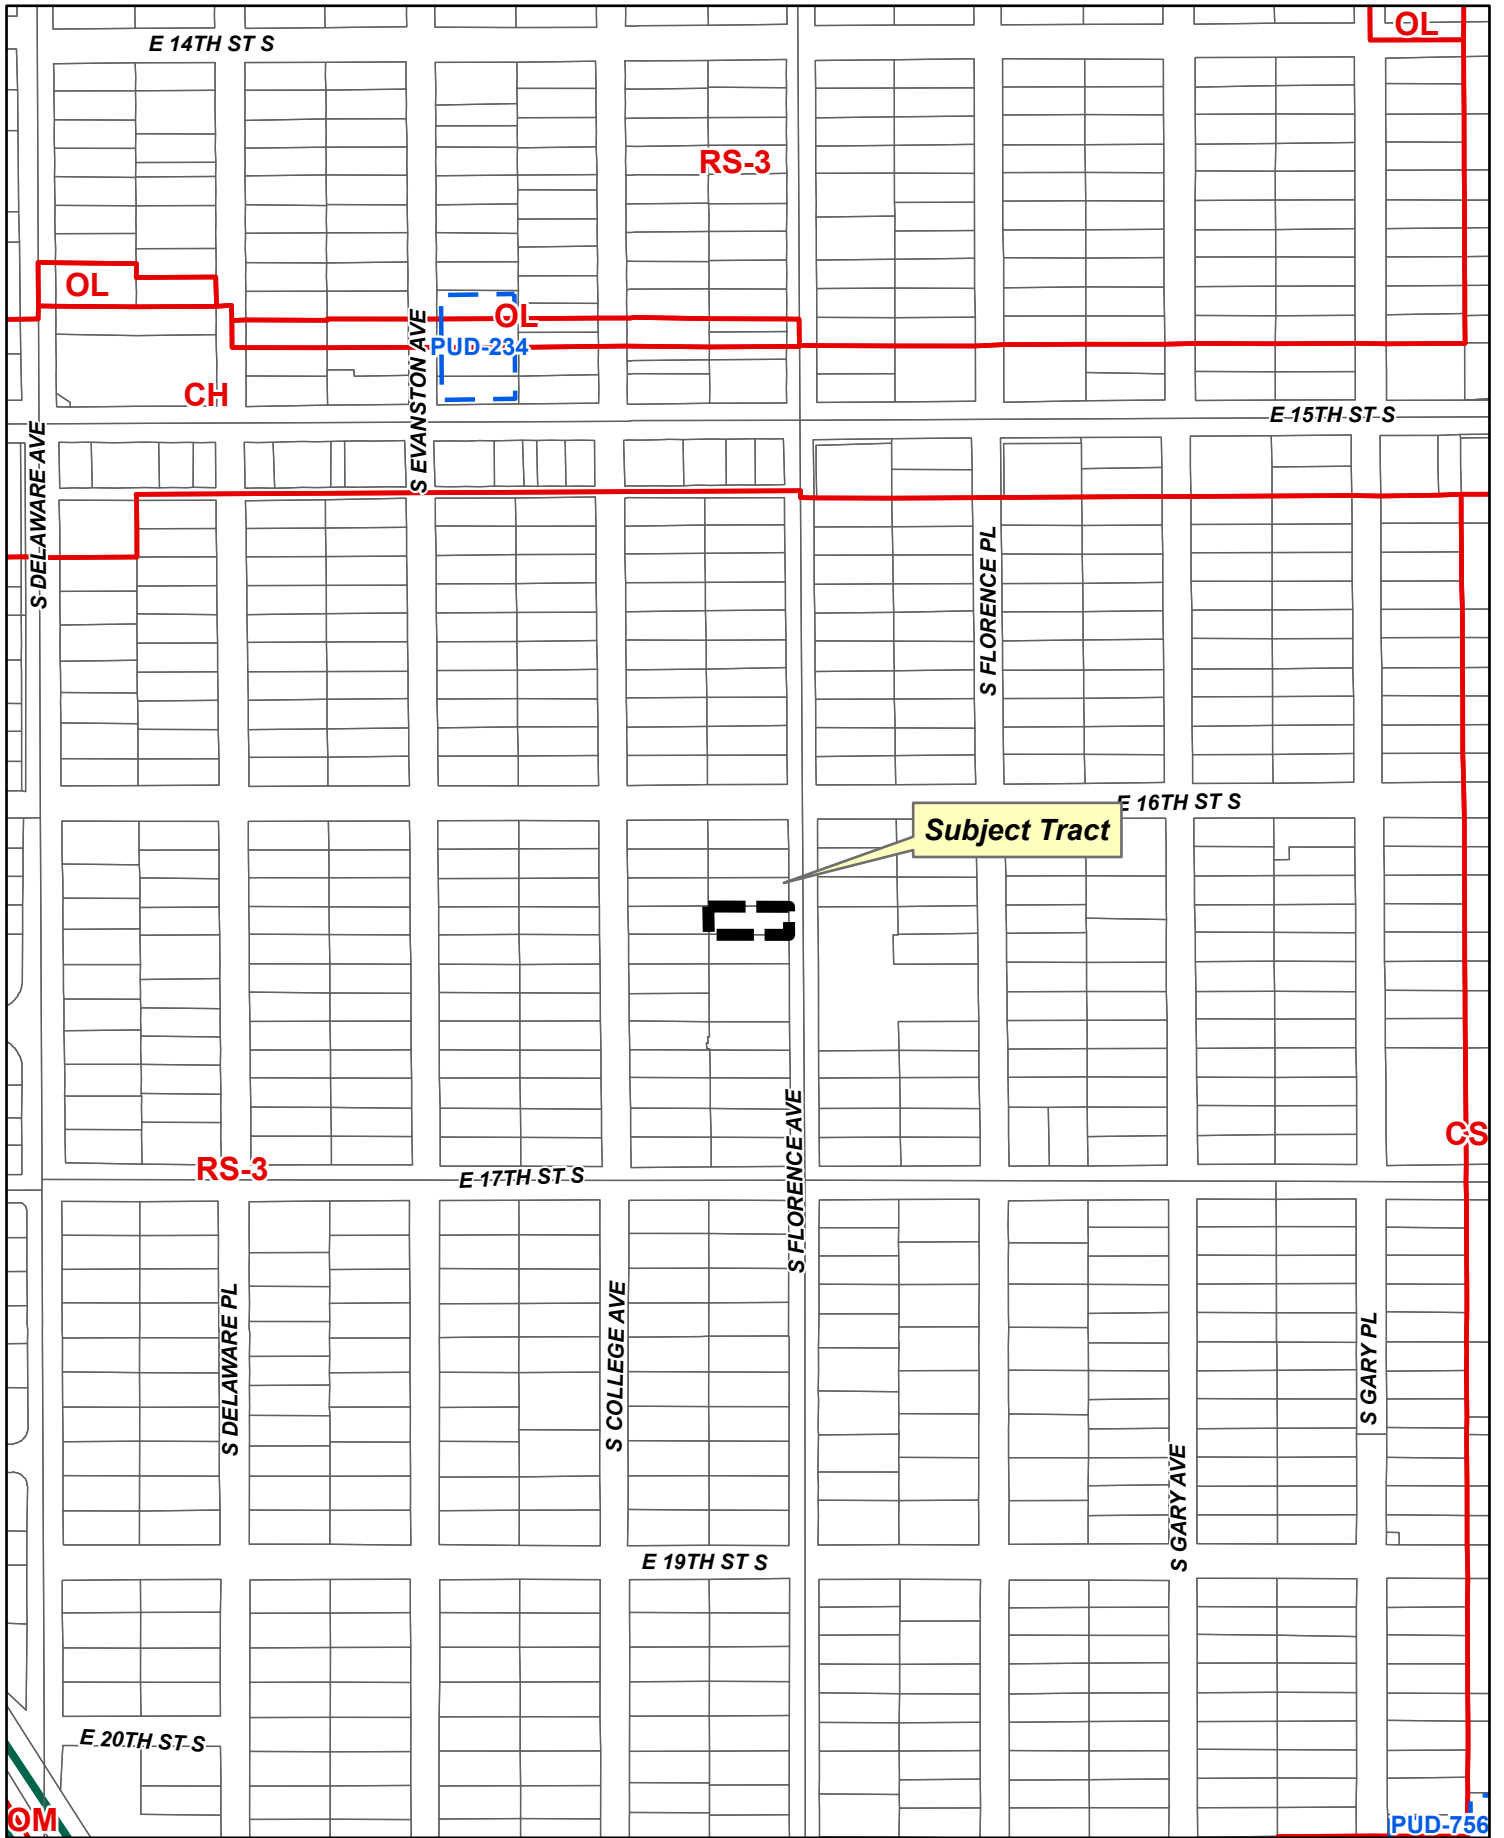 OL
E 14TH ST S
RS-3
OL
OL
S EVANSTON AVE
PUD-234
CH
E 15TH ST S
S DELAWARE AVE
S FLORENCE PL
E 16TH ST S
Subject Tract
S FLORENCE AVE
CS
RS-3
E 17TH ST S
S DELAWARE PL
S COLLEGE AVE
S GARY PL
S GARY AVE
E 19TH ST S
E 20TH ST S
OM
PUD-756